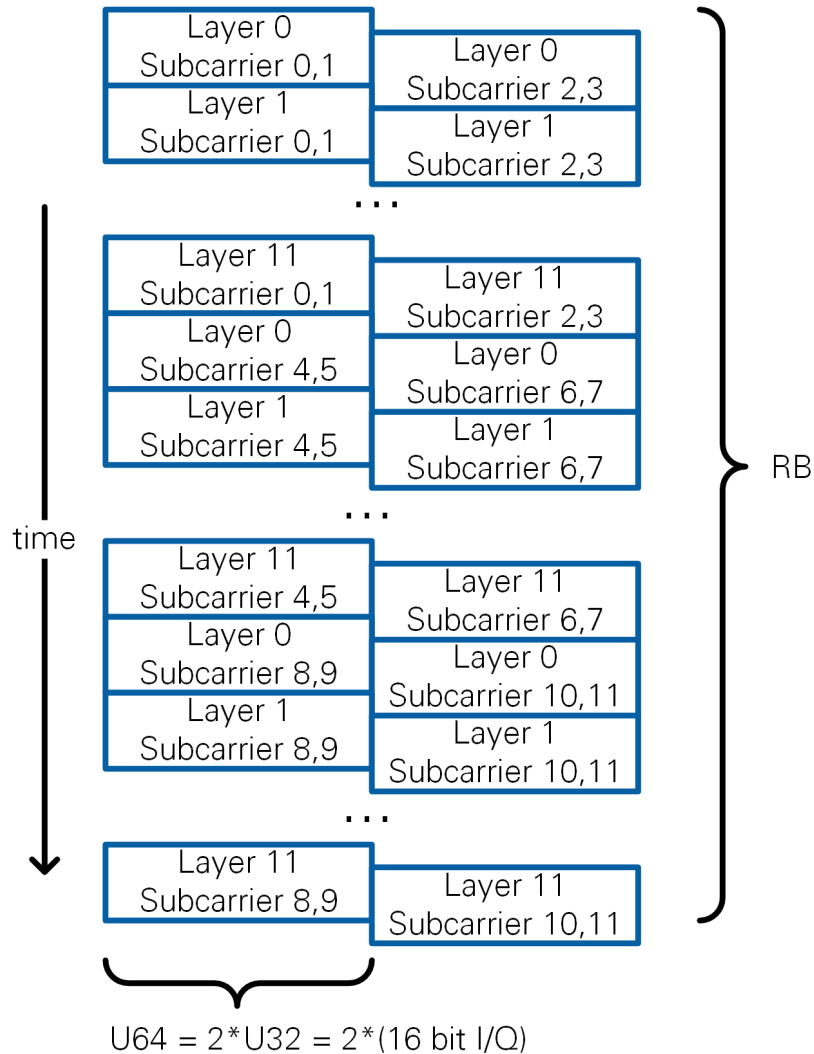 Layer 0
Subcarrier 0,1
Layer 0
Subcarrier 2,3
Layer 1
Subcarrier 0,1
Layer 1
Subcarrier 2,3
...
Layer 11
Subcarrier 0,1
Layer 11
Subcarrier 2,3
Layer 0
Subcarrier 4,5
Layer 0
Subcarrier 6,7
Layer 1
Subcarrier 4,5
Layer 1
Subcarrier 6,7
RB
...
time
Layer 11
Subcarrier 4,5
Layer 11
Subcarrier 6,7
Layer 0
Subcarrier 8,9
Layer 0
Subcarrier 10,11
Layer 1
Subcarrier 8,9
Layer 1
Subcarrier 10,11
...
Layer 11
Subcarrier 8,9
Layer 11
Subcarrier 10,11
U64 = 2*U32 = 2*(16 bit I/Q)